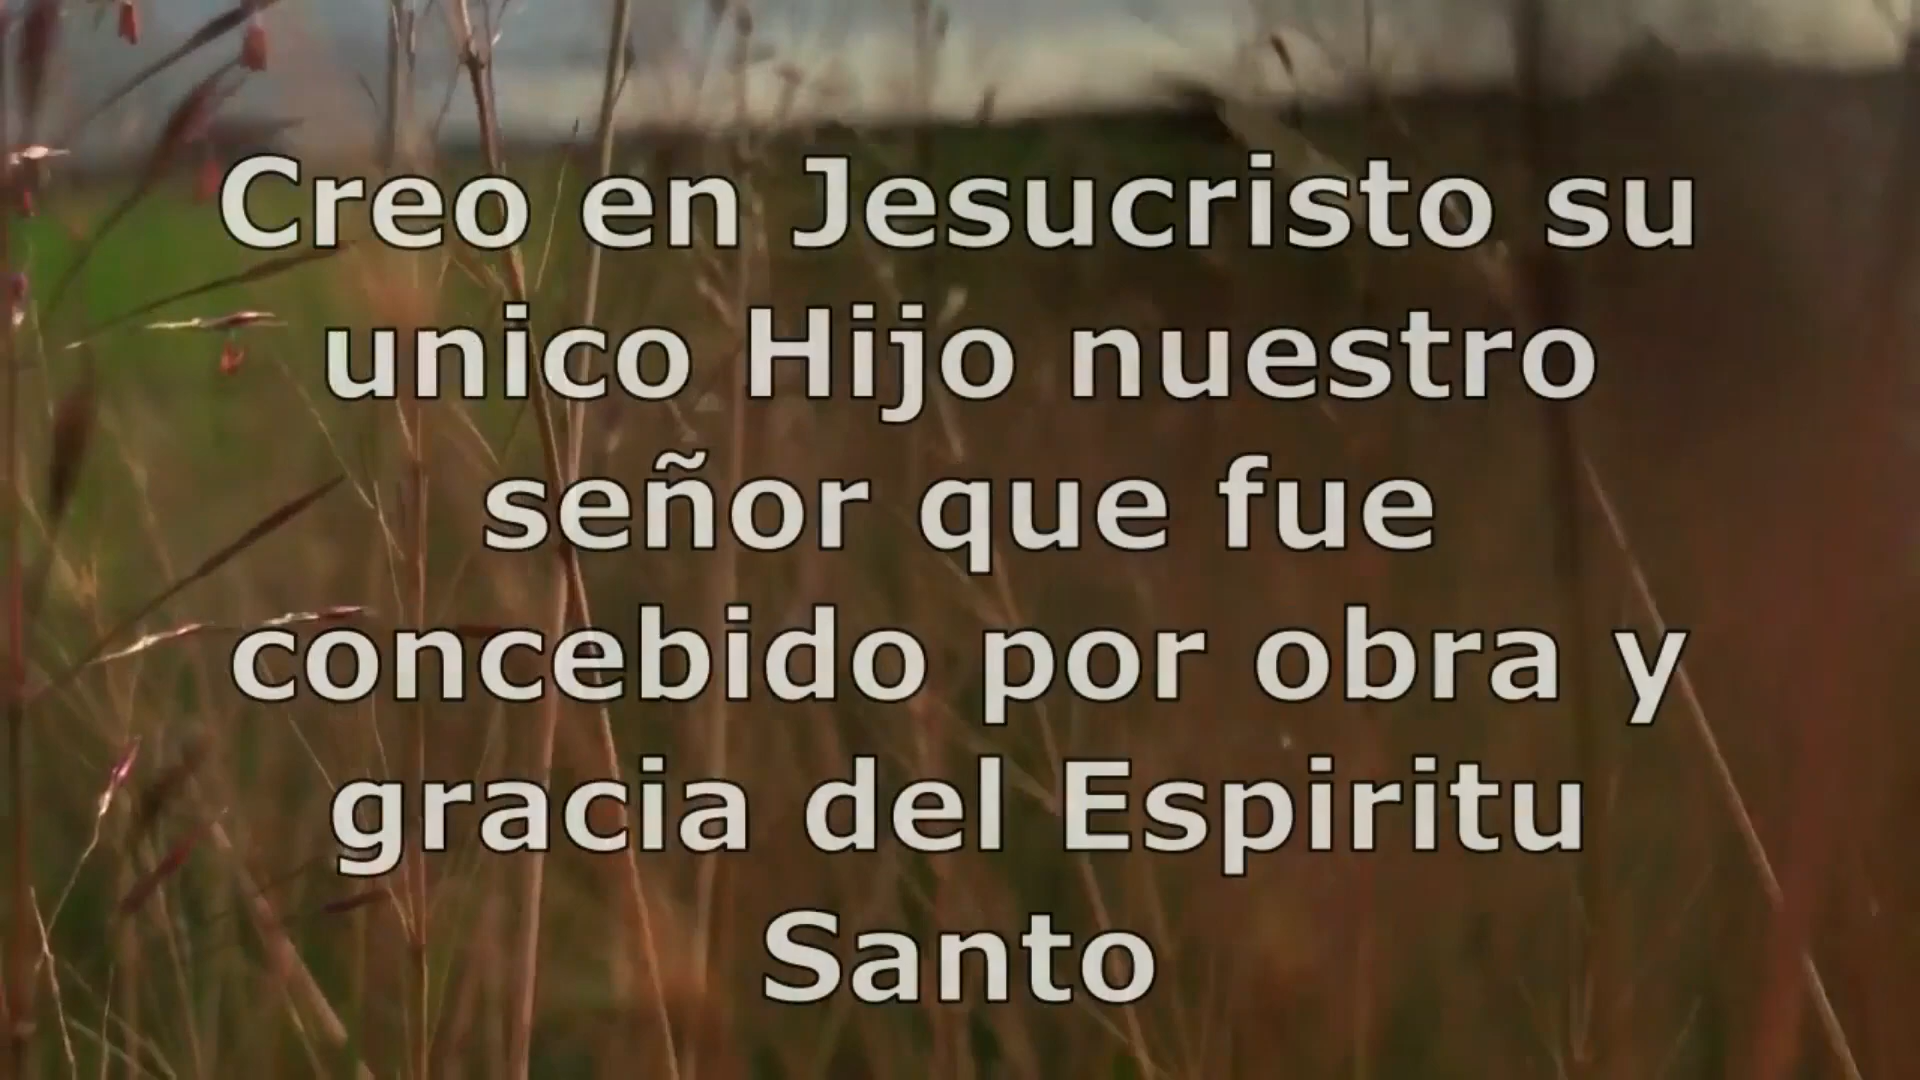 Creo en Jesucristo su
unico Hijo nuestro
señor que fue
concebido por obra y
gracia del Espiritu
Santo